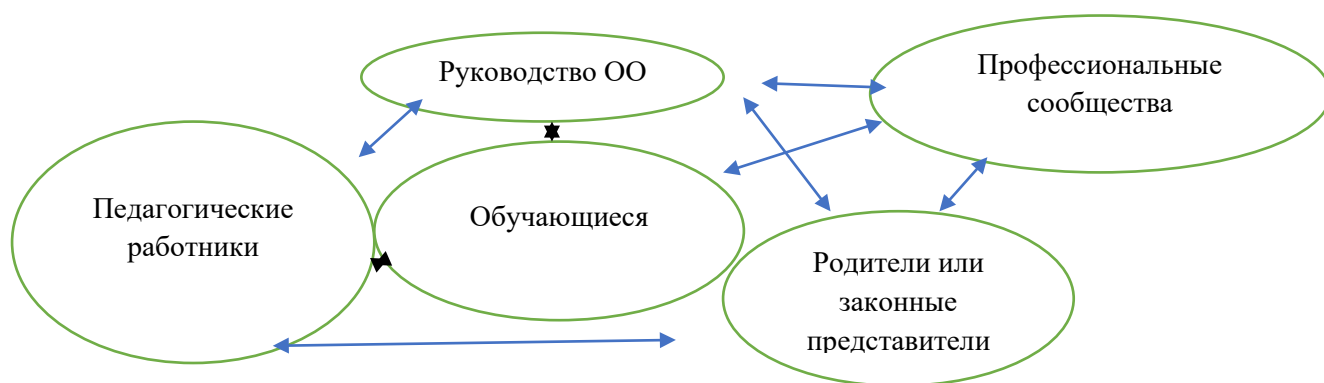 Руководство ОО
Профессиональные
сообщества
Педагогические
работники
Обучающиеся
Родители или
законные
представители